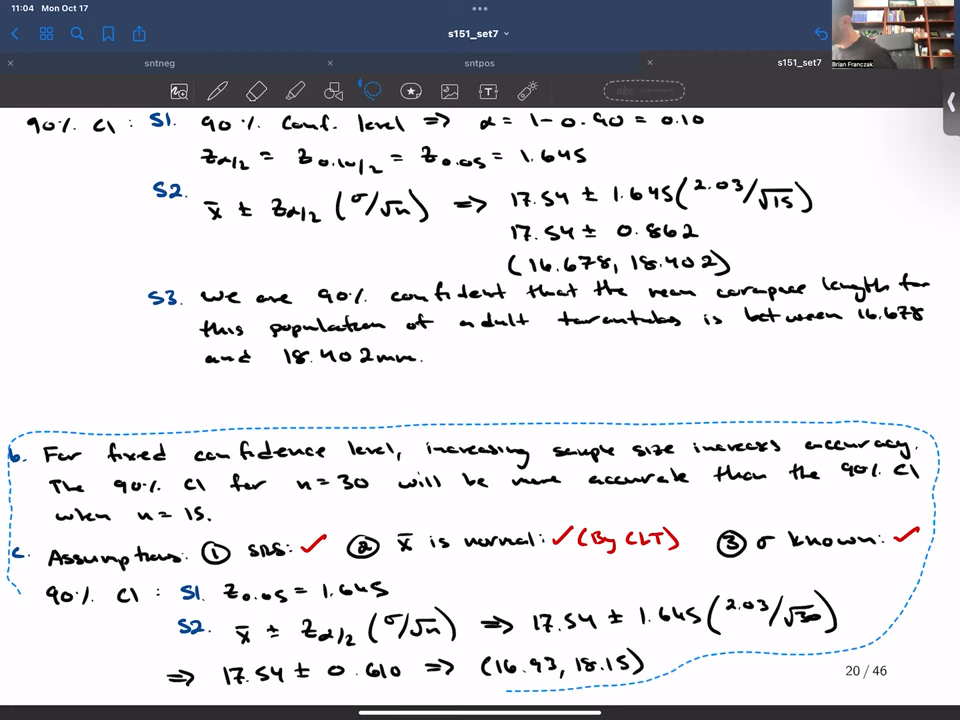 11:04 Mon Oct 17
s151_set7
sntneg
sntpos
s151_set7
Brian Franczak
abc
90% CI : S1. 90% Conf. level ⇒ α = 1 - 0.90 = 0.10
Zα/2 = Z0.10/2 = Z0.05 = 1.645
S2. x̄ ± Zα/2 (σ/√n) ⇒ 17.54 ± 1.645(2.03/√15)
17.54 ± 0.862
(16.678, 18.402)
S3. We are 90% confident that the mean carapace length for
this population of adult tarantulas is between 16.678
and 18.402mm.
b. For fixed confidence level, increasing sample size increases accuracy.
The 90% CI for n = 30 will be more accurate than the 90% CI
when n = 15.
c. Assumptions: ① SRS: ✓ ② x̄ is normal: ✓ (By CLT) ③ σ known: ✓
90% CI : S1. Z0.05 = 1.645
S2. x̄ ± Zα/2 (σ/√n) ⇒ 17.54 ± 1.645 (2.03/√30)
⇒ 17.54 ± 0.610 ⇒ (16.93, 18.15)
20 / 46